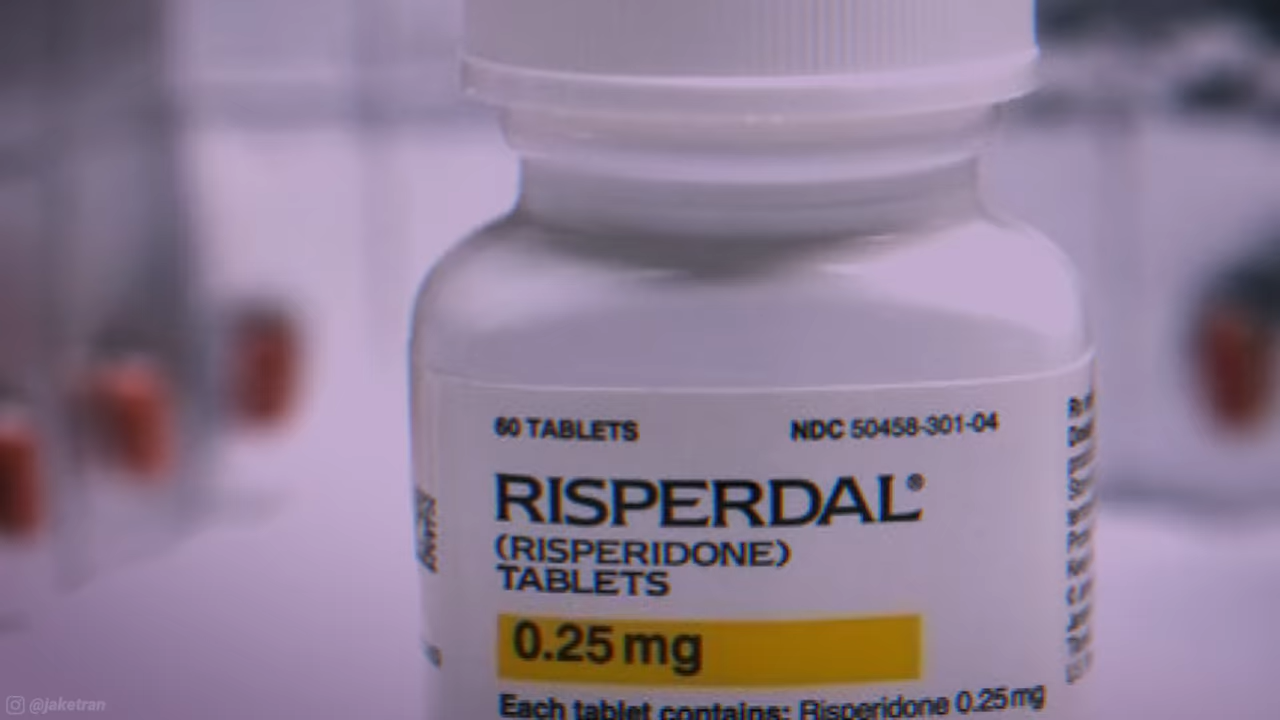 60 TABLETS NDC 50458-301-04
RISPERDAL®
(RISPERIDONE)
TABLETS
0.25 mg
Each tablet contains: Risperidone 0.25 mg
@jaketran